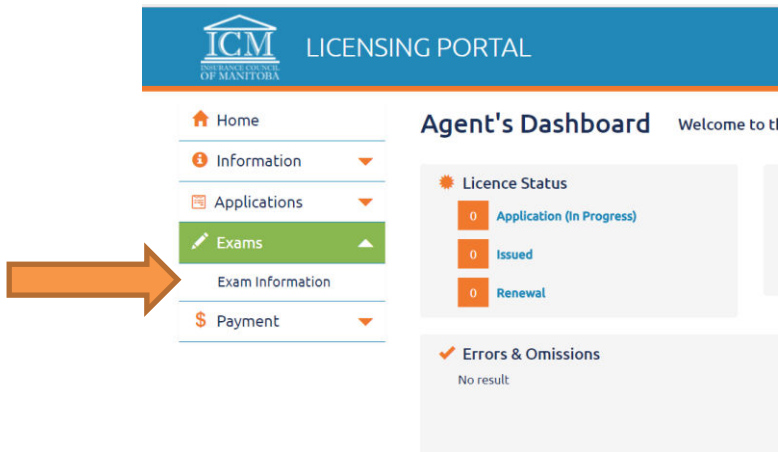 ICM
INSURANCE COUNCIL
OF MANITOBA
LICENSING PORTAL
Home
Information
Applications
Exams
Exam Information
$ Payment
Agent's Dashboard
Welcome to th
Licence Status
0 Application (In Progress)
0 Issued
0 Renewal
Errors & Omissions
No result